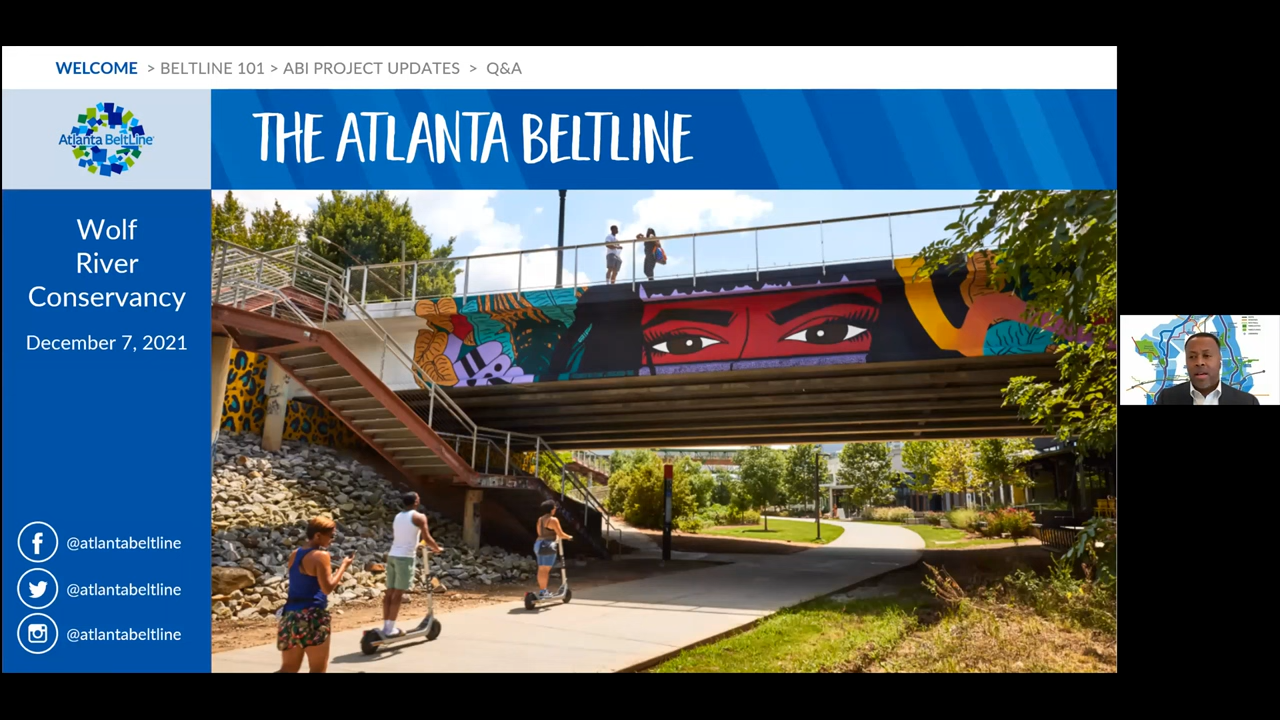 WELCOME > BELTLINE 101 > ABI PROJECT UPDATES > Q&A
Atlanta BeltLine
THE ATLANTA BELTLINE
Wolf
River
Conservancy
December 7, 2021
@atlantabeltline
@atlantabeltline
@atlantabeltline